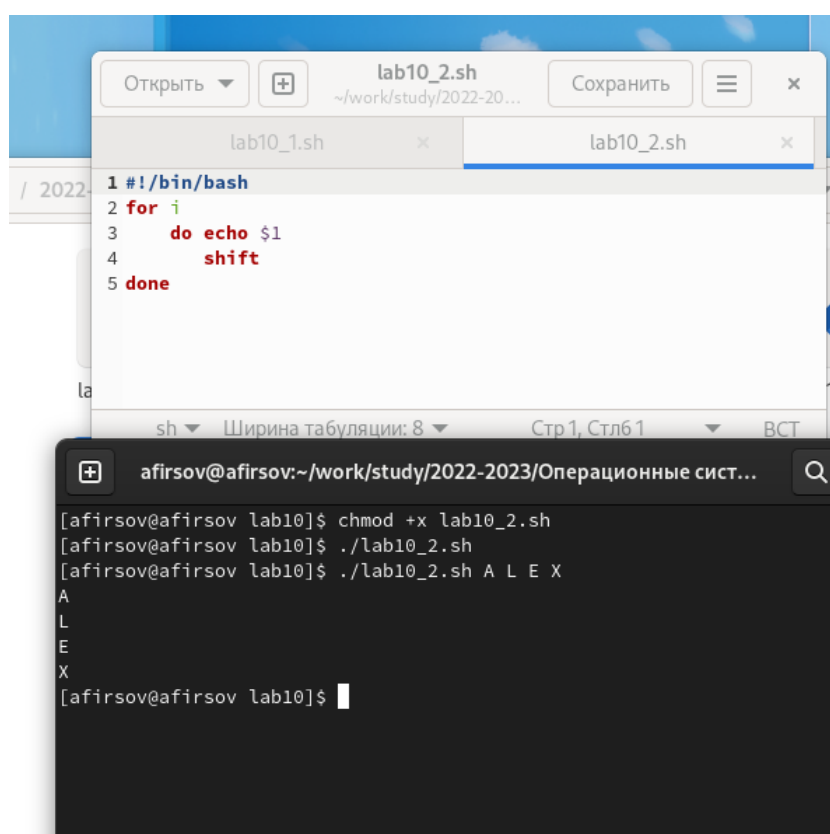 Открыть
lab10_2.sh
~/work/study/2022-20...
Сохранить
lab10_1.sh
lab10_2.sh
/ 2022-
1 #!/bin/bash
2 for i
3     do echo $1
4         shift
5 done
la
sh Ширина табуляции: 8 Стр 1, Стлб 1 ВСТ
afirsov@afirsov:~/work/study/2022-2023/Операционные сист...
[afirsov@afirsov lab10]$ chmod +x lab10_2.sh
[afirsov@afirsov lab10]$ ./lab10_2.sh
[afirsov@afirsov lab10]$ ./lab10_2.sh A L E X
A
L
E
X
[afirsov@afirsov lab10]$